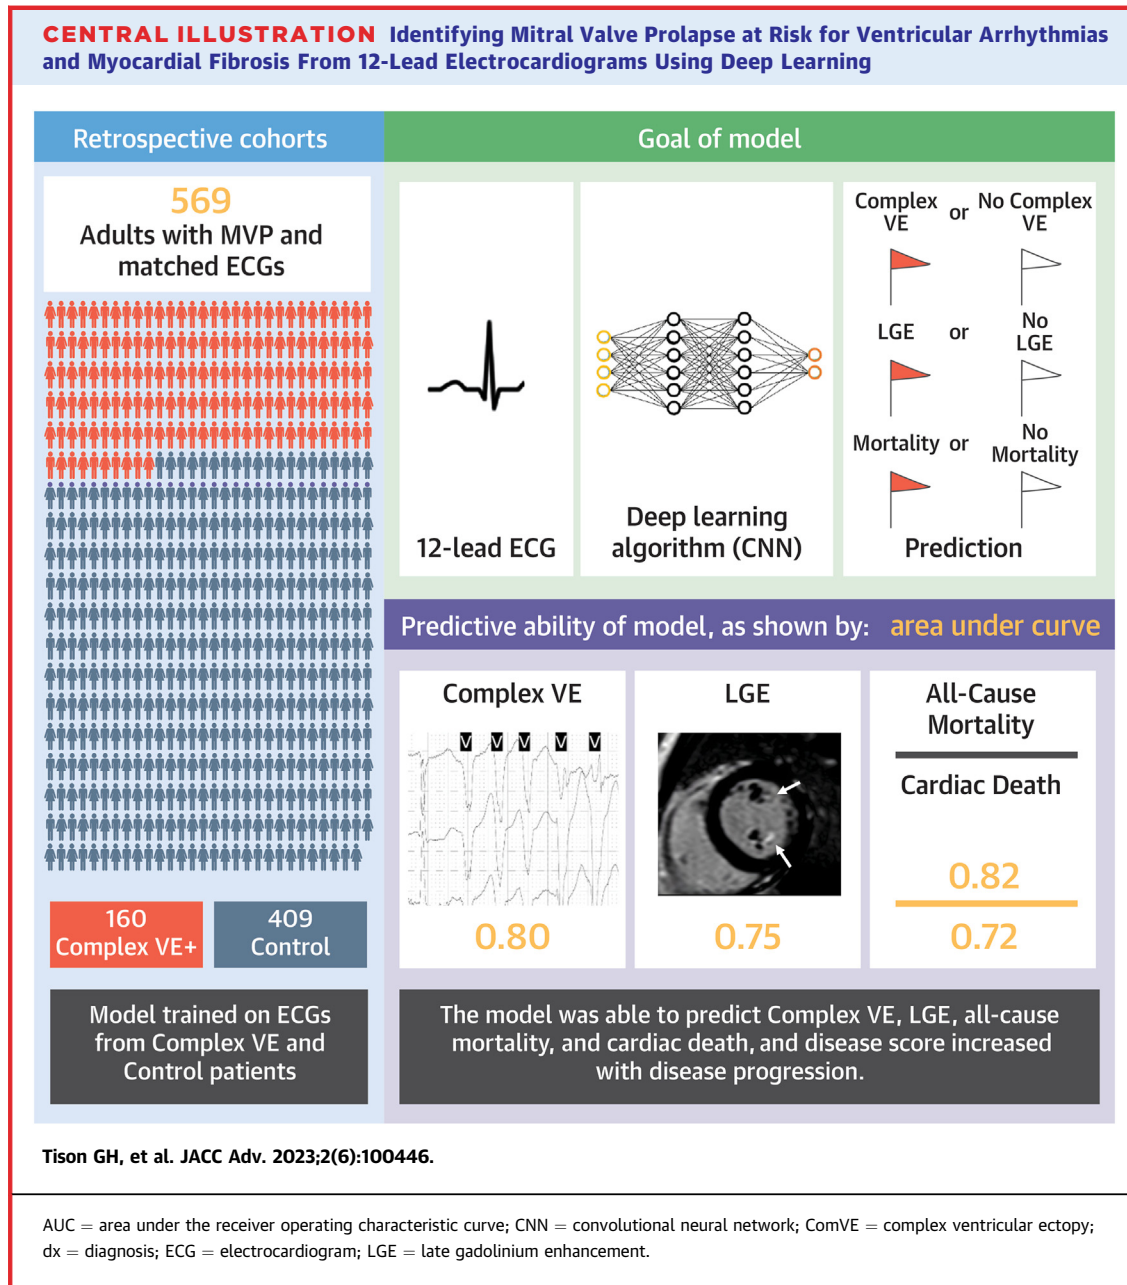 CENTRAL ILLUSTRATION Identifying Mitral Valve Prolapse at Risk for Ventricular Arrhythmias
and Myocardial Fibrosis From 12-Lead Electrocardiograms Using Deep Learning
Retrospective cohorts
569
Adults with MVP and
matched ECGs
160
Complex VE+
409
Control
Model trained on ECGs
from Complex VE and
Control patients
Goal of model
12-lead ECG
Deep learning
algorithm (CNN)
Complex
VE
or
No Complex
VE
LGE
or
No
LGE
Mortality or
No
Mortality
Prediction
Predictive ability of model, as shown by: area under curve
Complex VE
V V V V V
0.80
LGE
0.75
All-Cause
Mortality
Cardiac Death
0.82
0.72
The model was able to predict Complex VE, LGE, all-cause
mortality, and cardiac death, and disease score increased
with disease progression.
Tison GH, et al. JACC Adv. 2023;2(6):100446.
AUC = area under the receiver operating characteristic curve; CNN = convolutional neural network; ComVE = complex ventricular ectopy;
dx = diagnosis; ECG = electrocardiogram; LGE = late gadolinium enhancement.